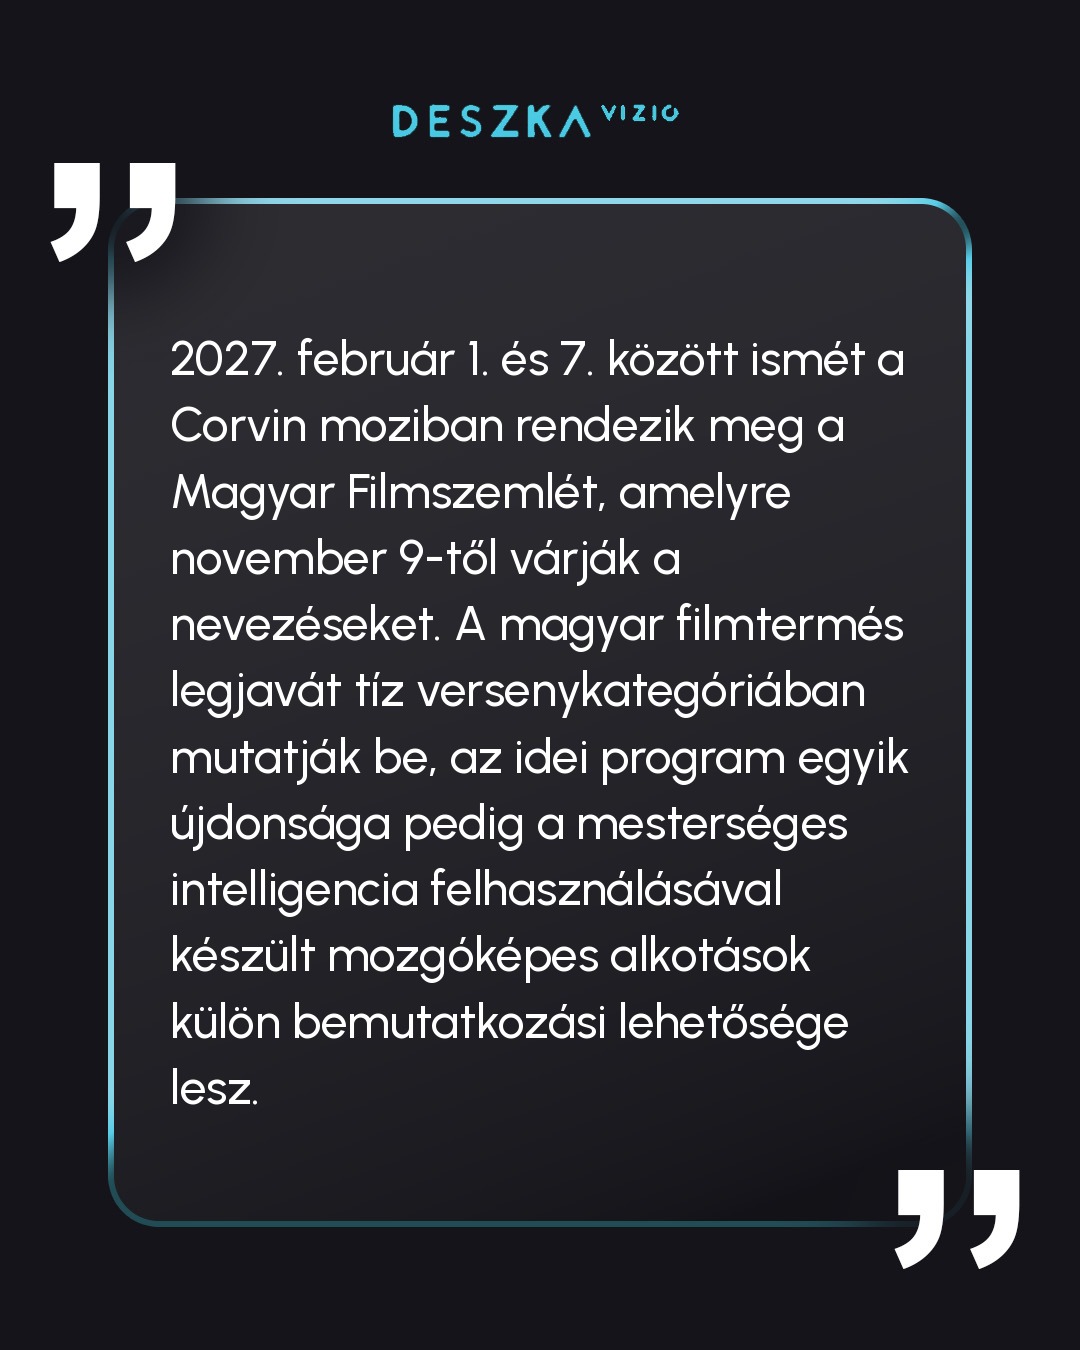 DESZKA VIZIO
”
2027. február 1. és 7. között ismét a
Corvin moziban rendezik meg a
Magyar Filmszemlét, amelyre
november 9-től várják a
nevezéseket. A magyar filmtermés
legjavát tíz versenykategóriában
mutatják be, az idei program egyik
újdonsága pedig a mesterséges
intelligencia felhasználásával
készült mozgóképes alkotások
külön bemutatkozási lehetősége
lesz.
”